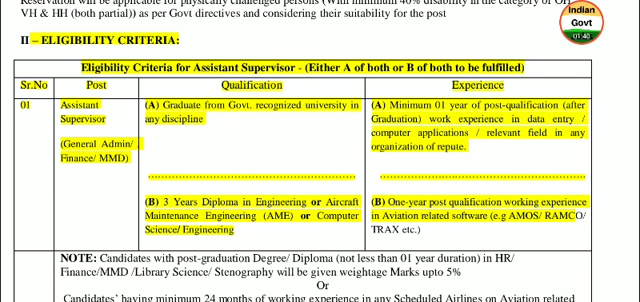 Reservation will be applicable for physically challenged persons (With minimum 40% disability in the category of OH
VH & HH (both partial)) as per Govt directives and considering their suitability for the post
Indian
Govt
01:40
II – ELIGIBILITY CRITERIA:
Eligibility Criteria for Assistant Supervisor - (Either A of both or B of both to be fulfilled)
Sr.No Post Qualification Experience
01
Assistant
Supervisor
(General Admin/
Finance/ MMD)
(A) Graduate from Govt. recognized university in
any discipline
(B) 3 Years Diploma in Engineering or Aircraft
Maintenance Engineering (AME) or Computer
Science/ Engineering
(A) Minimum 01 year of post-qualification (after
Graduation) work experience in data entry /
computer applications / relevant field in any
organization of repute.
(B) One-year post qualification working experience
in Aviation related software (e.g AMOS/ RAMCO/
TRAX etc.)
NOTE: Candidates with post-graduation Degree/ Diploma (not less than 01 year duration) in HR/
Finance/MMD /Library Science/ Stenography will be given weightage Marks upto 5%
Or
Candidates' having minimum 24 months of working experience in any Scheduled Airlines on Aviation related